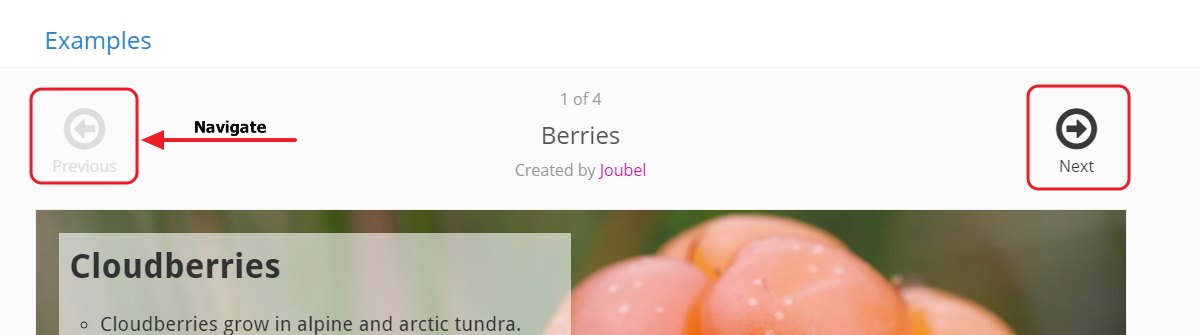 Examples
1 of 4
Navigate
Berries
Previous
Created by Joubel
Next
Cloudberries
Cloudberries grow in alpine and arctic tundra.